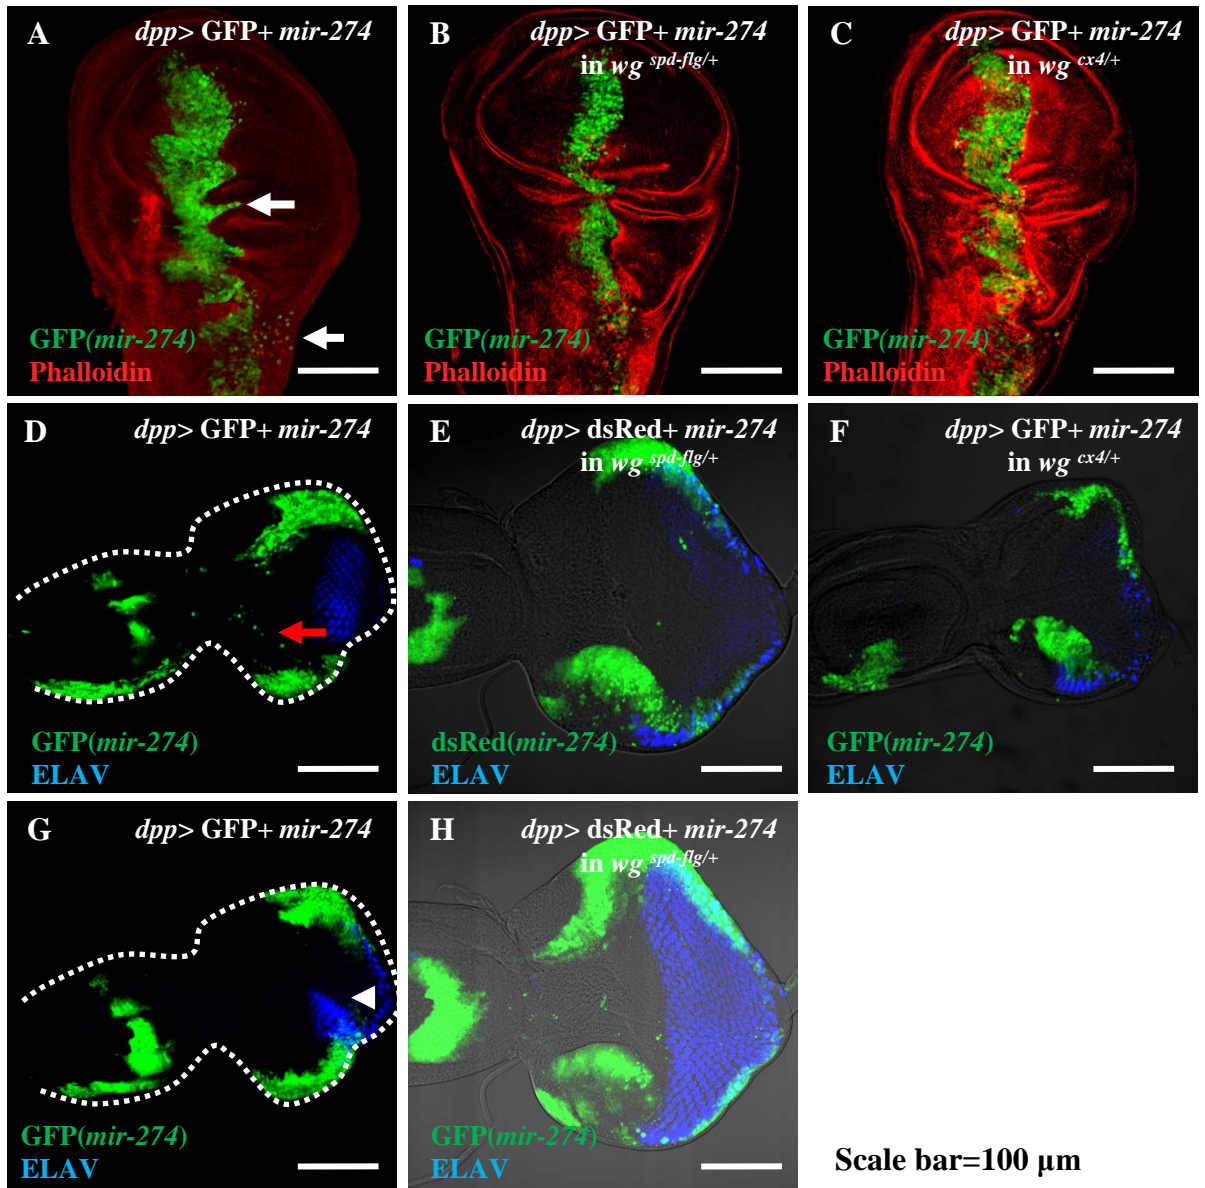 A dpp> GFP+ mir-274
GFP(mir-274)
Phalloidin
B dpp> GFP+ mir-274
in wg spd-flg/+
GFP(mir-274)
Phalloidin
C dpp> GFP+ mir-274
in wg cx4/+
GFP(mir-274)
Phalloidin
D dpp> GFP+ mir-274
GFP(mir-274)
ELAV
E dpp> dsRed+ mir-274
in wg spd-flg/+
dsRed(mir-274)
ELAV
F dpp> GFP+ mir-274
in wg cx4/+
GFP(mir-274)
ELAV
G dpp> GFP+ mir-274
GFP(mir-274)
ELAV
H dpp> dsRed+ mir-274
in wg spd-flg/+
GFP(mir-274)
ELAV
Scale bar=100 μm